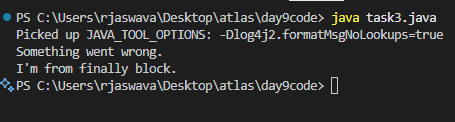 PS C:\Users\rjaswava\Desktop\atlas\day9code> java task3.java
Picked up JAVA_TOOL_OPTIONS: -Dlog4j2.formatMsgNoLookups=true
Something went wrong.
I'm from finally block.
PS C:\Users\rjaswava\Desktop\atlas\day9code>